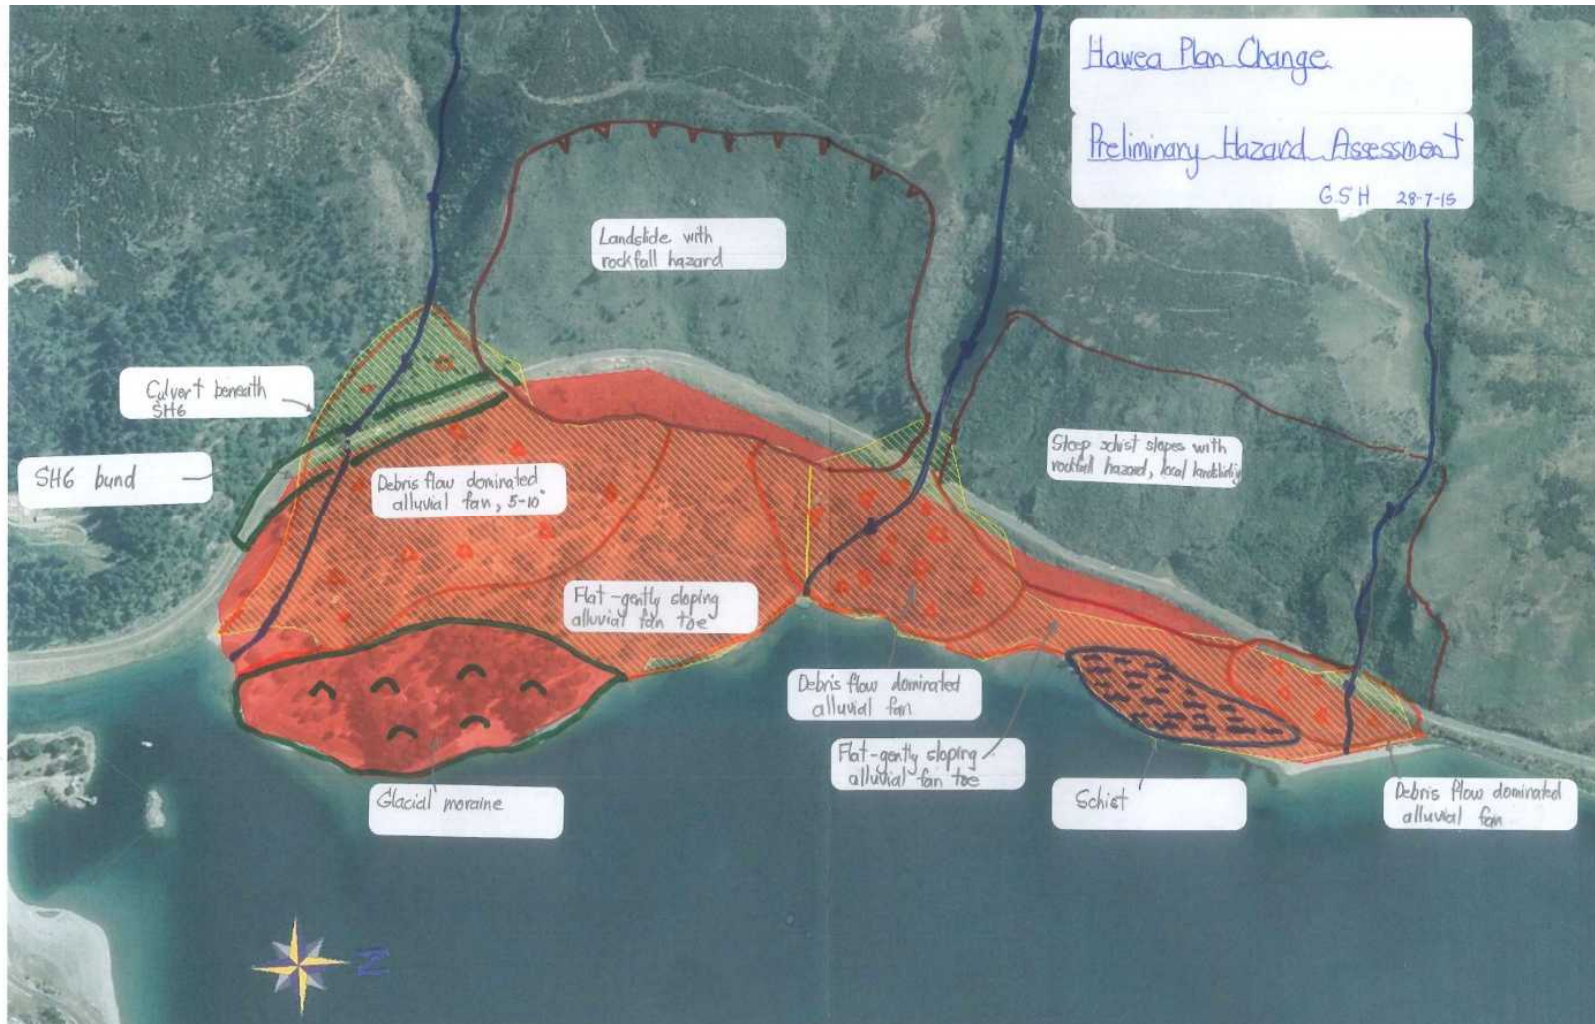 Hawea Plan Change
Preliminary Hazard Assessment
G.S H 28-7-15
Landslide with
rockfall hazard
Culvert beneath
SH6
SH6 bund
Debris flow dominated
alluvial fan, 5-10°
Steep schist slopes with
rockfall hazard, local landsliding
Flat-gently sloping
alluvial fan toe
Debris flow dominated
alluvial fan
Flat-gently sloping
alluvial fan toe
Glacial moraine
Schist
Debris flow dominated
alluvial fan
N